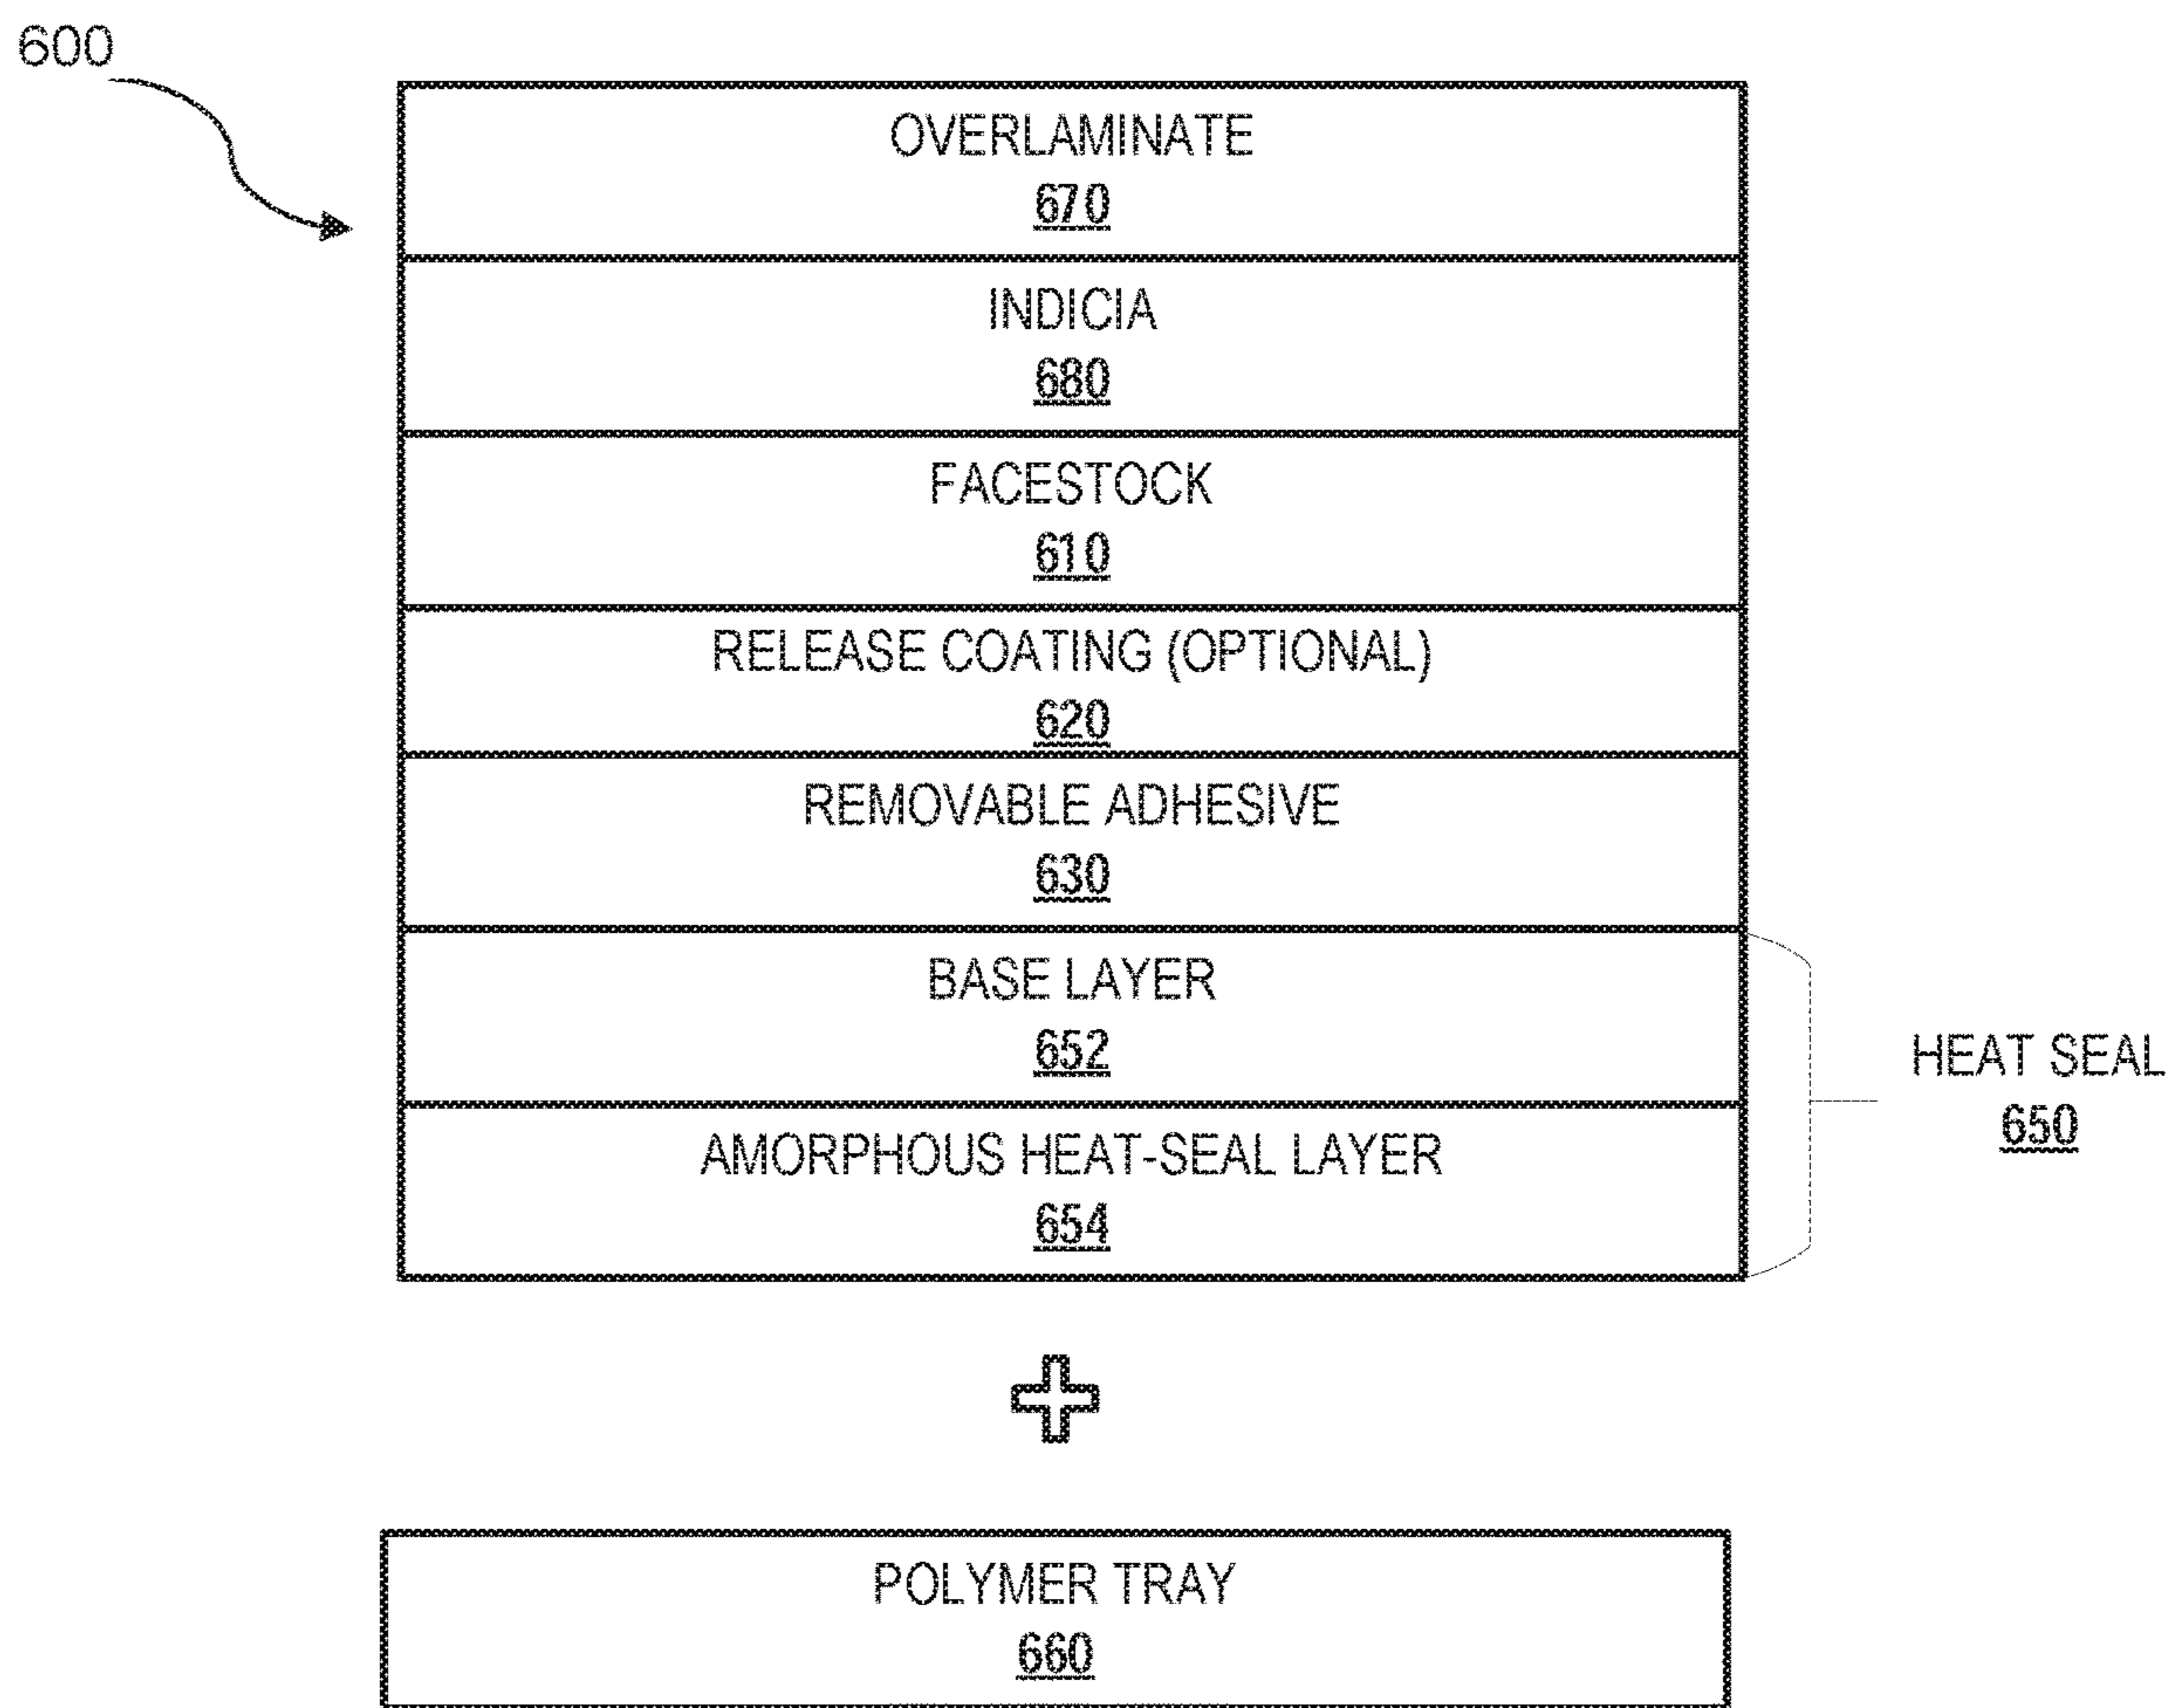 600
OVERLAMINATE
670
INDICIA
680
FACESTOCK
610
RELEASE COATING (OPTIONAL)
620
REMOVABLE ADHESIVE
630
BASE LAYER
652
HEAT SEAL
650
AMORPHOUS HEAT-SEAL LAYER
654
POLYMER TRAY
660